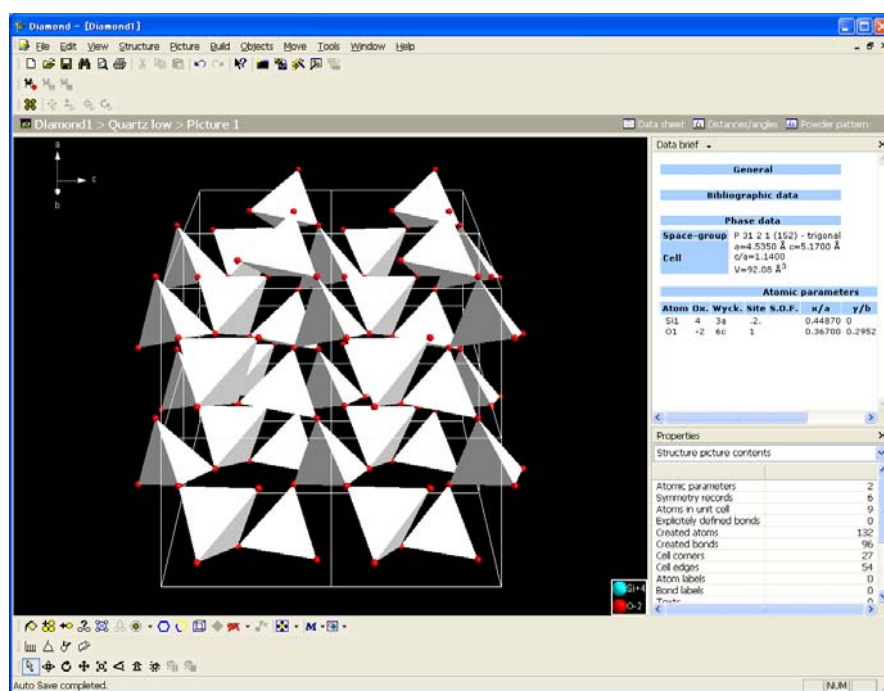 Diamond - [Diamond1]
File Edit View Structure Picture Build Objects Move Tools Window Help
Diamond1 > Quartz low > Picture 1
Data sheet Distances/angles Powder pattern
a
c
b
Si+4
O-2
Data brief
General
Bibliographic data
Phase data
Space-group P 31 2 1 (152) - trigonal
Cell a=4.5350 Å c=5.1700 Å
c/a=1.1400
V=92.08 Å3
Atomic parameters
Atom Ox. Wyck. Site S.O.F. x/a y/b
Si1 4 3a .2. 0.44870 0
O1 -2 6c 1 0.36700 0.2952
Properties
Structure picture contents
Atomic parameters 2
Symmetry records 6
Atoms in unit cell 9
Explicitely defined bonds 0
Created atoms 132
Created bonds 96
Cell corners 27
Cell edges 54
Atom labels 0
Bond labels 0
Texts 0
Auto Save completed.
NUM